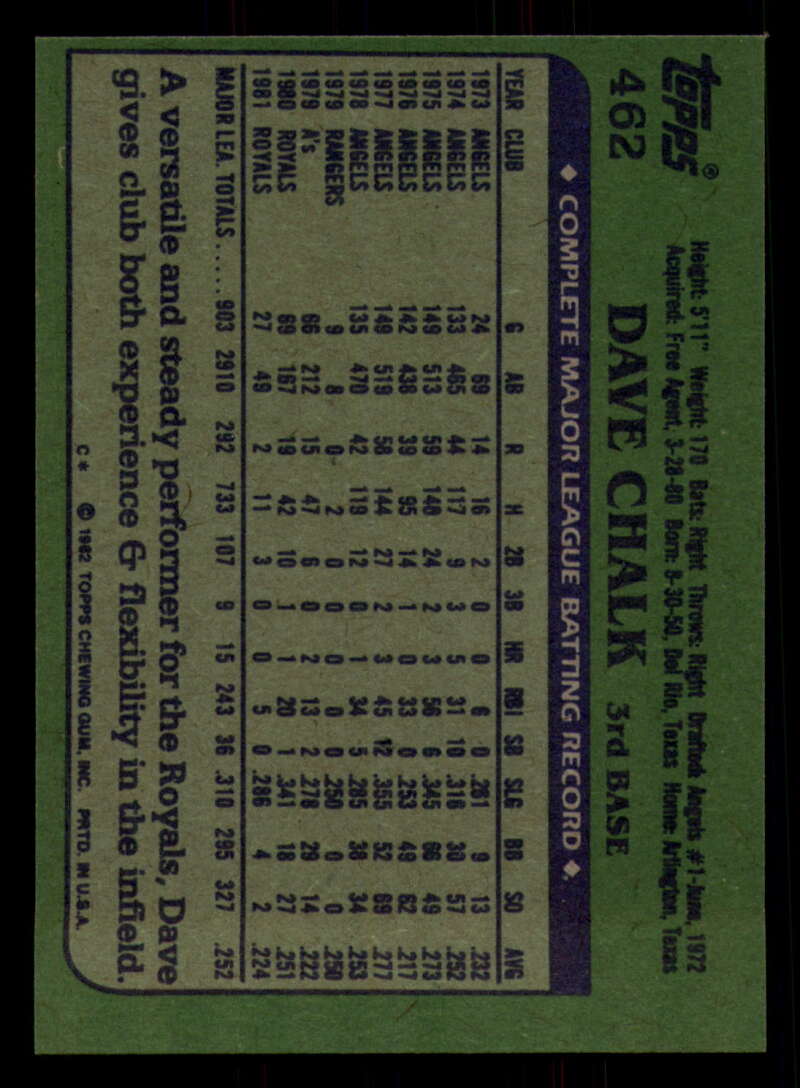 Topps®
462
Height: 5'11" Weight: 170 Bats: Right Throws: Right Drafted: Angels #1-June, 1972
Acquired: Free Agent, 3-28-80 Born: 8-30-50, Del Rio, Texas Home: Arlington, Texas
DAVE CHALK 3rd BASE
◆ COMPLETE MAJOR LEAGUE BATTING RECORD ◆
YEAR CLUB G AB R H 2B 3B HR RBI SB SLG BB SO AVG
1973 ANGELS 24 69 14 16 2 0 0 6 0 .261 9 13 .232
1974 ANGELS 133 465 44 117 9 3 5 31 10 .316 30 57 .252
1975 ANGELS 149 513 59 140 24 2 3 56 6 .345 66 49 .273
1976 ANGELS 142 438 39 95 14 1 0 33 0 .253 49 62 .217
1977 ANGELS 149 519 58 144 27 2 3 45 12 .355 52 69 .277
1978 ANGELS 135 470 42 119 12 0 1 34 5 .285 38 34 .253
1979 RANGERS 9 8 0 2 0 0 0 0 0 .250 0 0 .250
1979 A's 66 212 15 47 6 0 2 13 2 .278 29 14 .222
1980 ROYALS 69 167 19 42 10 1 1 20 1 .341 18 27 .251
1981 ROYALS 27 49 2 11 3 0 0 5 0 .286 4 2 .224
MAJOR LEA. TOTALS ..... 903 2910 292 733 107 9 15 243 36 .310 295 327 .252
A versatile and steady performer for the Royals, Dave
gives club both experience & flexibility in the infield.
C* © 1982 TOPPS CHEWING GUM, INC. PRTD. IN U.S.A.